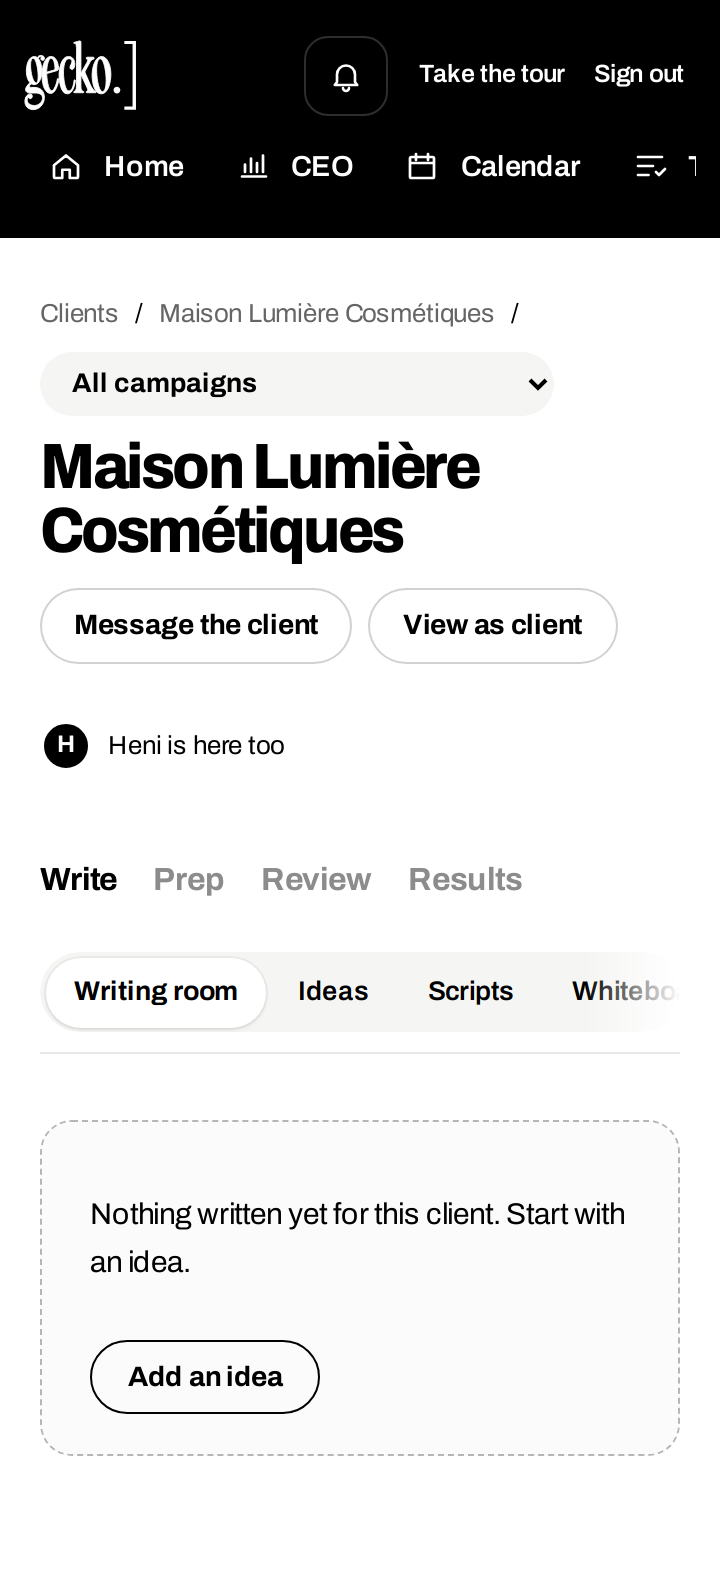 gecko.]
Take the tour
Sign out
Home
CEO
Calendar
Clients / Maison Lumière Cosmétiques /
All campaigns
Maison Lumière
Cosmétiques
Message the client
View as client
H
Heni is here too
Write
Prep
Review
Results
Writing room
Ideas
Scripts
Nothing written yet for this client. Start with
an idea.
Add an idea